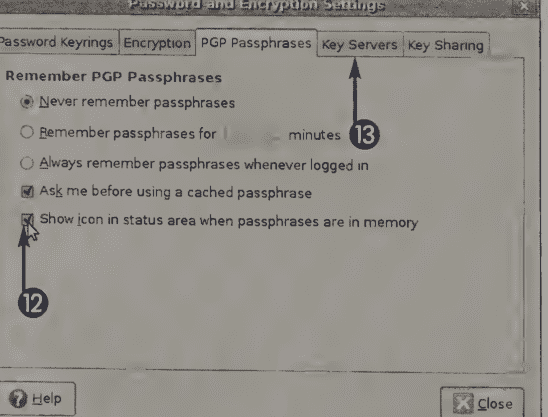 Password and Encryption Settings
Password Keyrings Encryption PGP Passphrases Key Servers Key Sharing
Remember PGP Passphrases
Never remember passphrases
Remember passphrases for minutes 13
Always remember passphrases whenever logged in
Ask me before using a cached passphrase
Show icon in status area when passphrases are in memory
12
Help Close